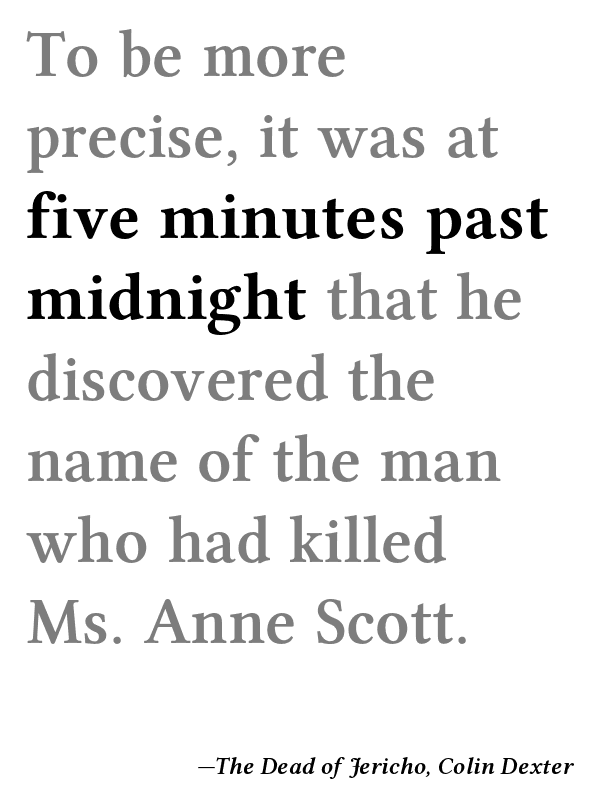 To be more
precise, it was at
five minutes past
midnight that he
discovered the
name of the man
who had killed
Ms. Anne Scott.
—The Dead of Jericho, Colin Dexter